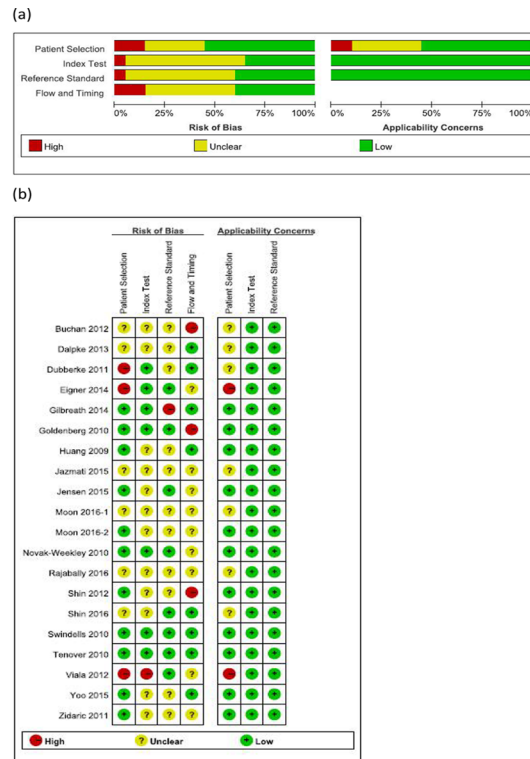 (a)
Patient Selection
Index Test
Reference Standard
Flow and Timing
0% 25% 50% 75% 100% 0% 25% 50% 75% 100%
Risk of Bias Applicability Concerns
High Unclear Low
(b)
Risk of Bias Applicability Concerns
Patient Selection Index Test Reference Standard Flow and Timing Patient Selection Index Test Reference Standard
Buchan 2012 ? ? ? – ? + +
Dalpke 2013 ? ? ? + ? + +
Dubberke 2011 – + ? + ? + +
Eigner 2014 – + + ? – + +
Gilbreath 2014 + + – + + + +
Goldenberg 2010 + + + – + + +
Huang 2009 + ? ? + + + +
Jazmati 2015 ? ? ? ? ? + +
Jensen 2015 + ? + ? + + +
Moon 2016-1 ? ? ? ? ? + +
Moon 2016-2 + ? ? ? + + +
Novak-Weekley 2010 + + + ? + + +
Rajabally 2016 ? ? ? ? ? + +
Shin 2012 + ? ? – + + +
Shin 2016 ? ? + + ? + +
Swindells 2010 + + + + + + +
Tenover 2010 + + + + + + +
Viala 2012 – – + ? – + +
Yoo 2015 + ? ? + + + +
Zidaric 2011 + ? ? ? + + +
– High ? Unclear + Low